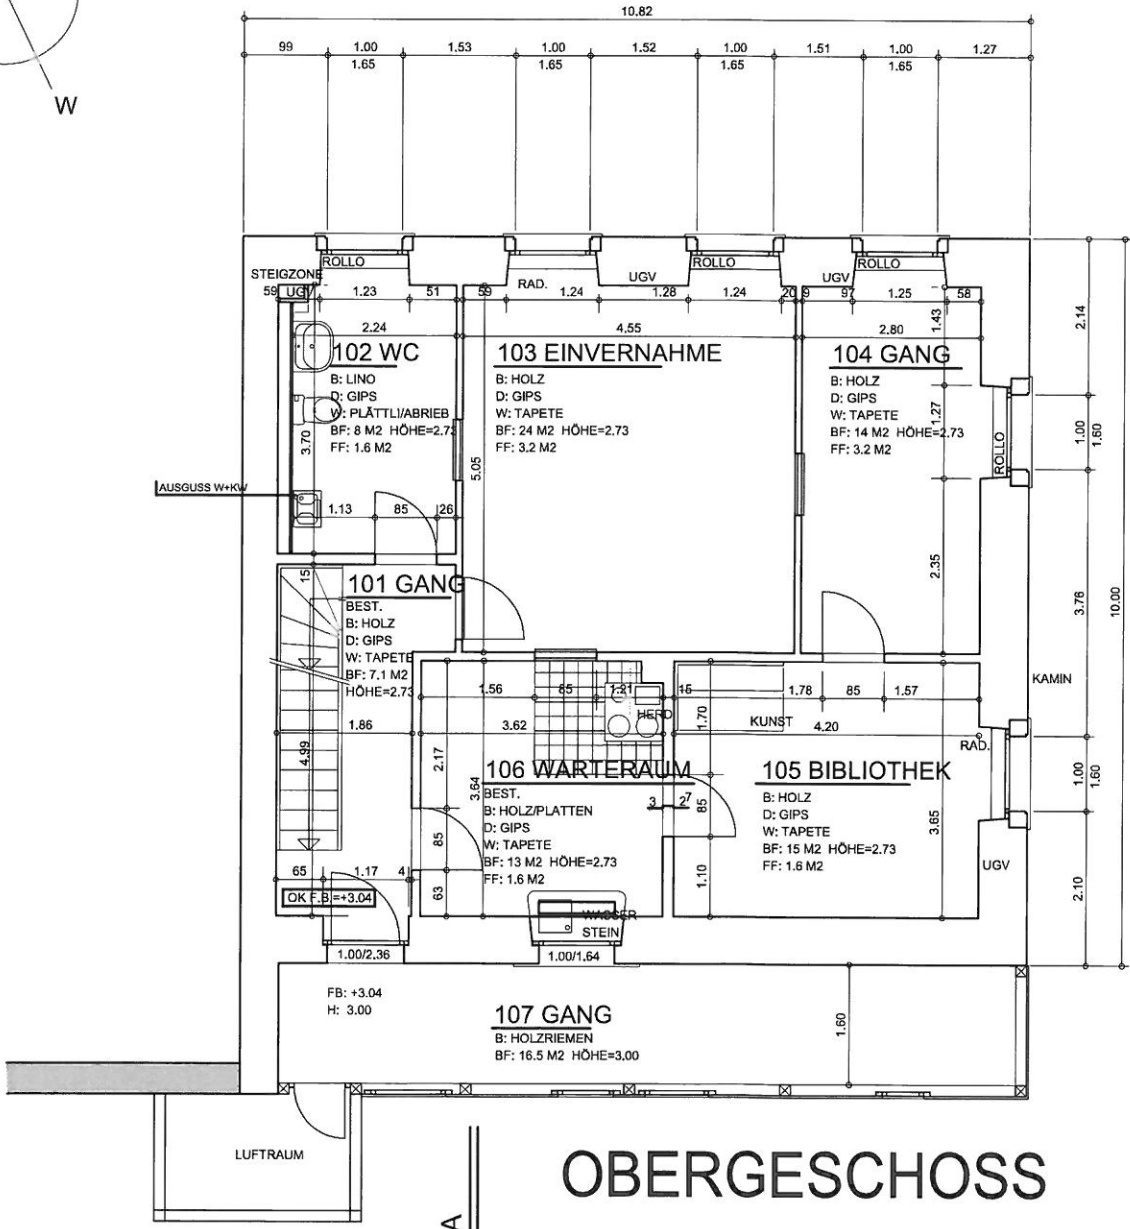 10.82
99 1.00 1.53 1.00 1.52 1.00 1.51 1.00 1.27
1.65 1.65 1.65 1.65
W
ROLLO ROLLO ROLLO
STEIGZONE
UGV
RAD.
UGV
UGV
59 1.23 51 59 1.24 1.28 1.24 20 9 97 1.25 58
2.24 4.55 2.80
1.43
2.14
102 WC
B: LINO
D: GIPS
W: PLÄTTLI/ABRIEB
BF: 8 M2 HÖHE=2.73
FF: 1.6 M2
3.70
103 EINVERNAHME
B: HOLZ
D: GIPS
W: TAPETE
BF: 24 M2 HÖHE=2.73
FF: 3.2 M2
5.05
104 GANG
B: HOLZ
D: GIPS
W: TAPETE
BF: 14 M2 HÖHE=2.73
FF: 3.2 M2
1.27
ROLLO
1.00
1.60
AUSGUSS W+KW
1.13 85 26
2.35
3.76
10.00
15
101 GANG
BEST.
B: HOLZ
D: GIPS
W: TAPETE
BF: 7.1 M2
HÖHE=2.73
1.86
4.99
1.56 85 1.21 15 1.78 85 1.57
HERD
3.62
1.70
KUNST
4.20
KAMIN
RAD.
2.17
3.64
106 WARTERAUM
BEST.
B: HOLZ/PLATTEN
D: GIPS
W: TAPETE
BF: 13 M2 HÖHE=2.73
FF: 1.6 M2
3 27
85
1.10
105 BIBLIOTHEK
B: HOLZ
D: GIPS
W: TAPETE
BF: 15 M2 HÖHE=2.73
FF: 1.6 M2
3.65
1.00
1.60
UGV
2.10
85
63
65 1.17 4
OK F.B.=+3.04
WASSER
STEIN
1.00/2.36
1.00/1.64
FB: +3.04
H: 3.00
107 GANG
B: HOLZRIEMEN
BF: 16.5 M2 HÖHE=3.00
1.60
LUFTRAUM
OBERGESCHOSS
A